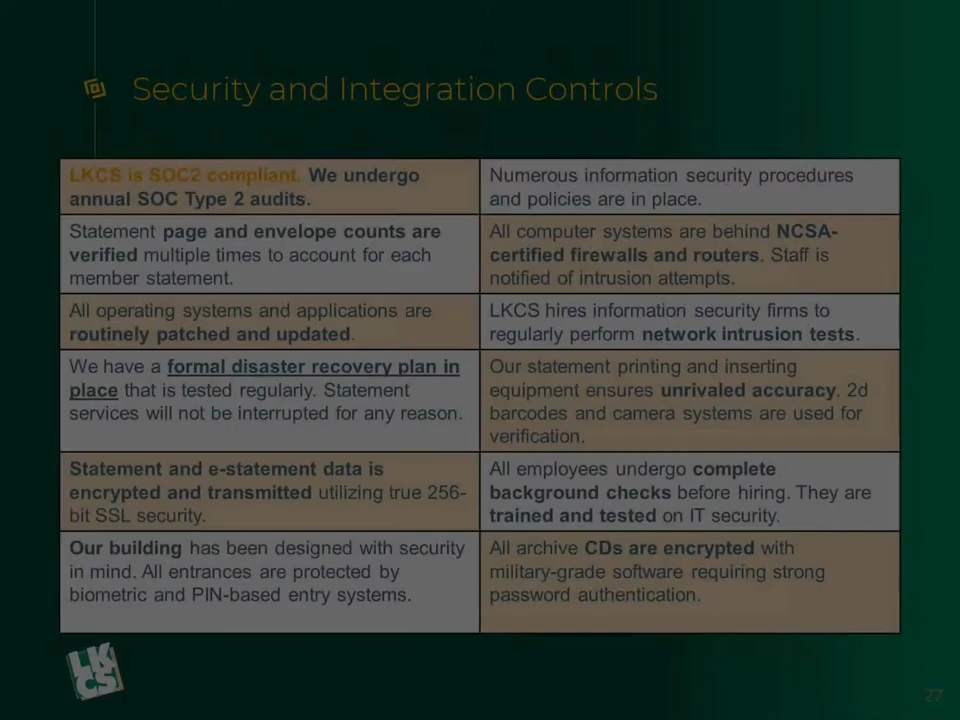 Security and Integration Controls
LKCS is SOC2 compliant. We undergo
annual SOC Type 2 audits.
Numerous information security procedures
and policies are in place.
Statement page and envelope counts are
verified multiple times to account for each
member statement.
All computer systems are behind NCSA-
certified firewalls and routers. Staff is
notified of intrusion attempts.
All operating systems and applications are
routinely patched and updated.
LKCS hires information security firms to
regularly perform network intrusion tests.
We have a formal disaster recovery plan in
place that is tested regularly. Statement
services will not be interrupted for any reason.
Our statement printing and inserting
equipment ensures unrivaled accuracy. 2d
barcodes and camera systems are used for
verification.
Statement and e-statement data is
encrypted and transmitted utilizing true 256-
bit SSL security.
All employees undergo complete
background checks before hiring. They are
trained and tested on IT security.
Our building has been designed with security
in mind. All entrances are protected by
biometric and PIN-based entry systems.
All archive CDs are encrypted with
military-grade software requiring strong
password authentication.
LK
CS
27